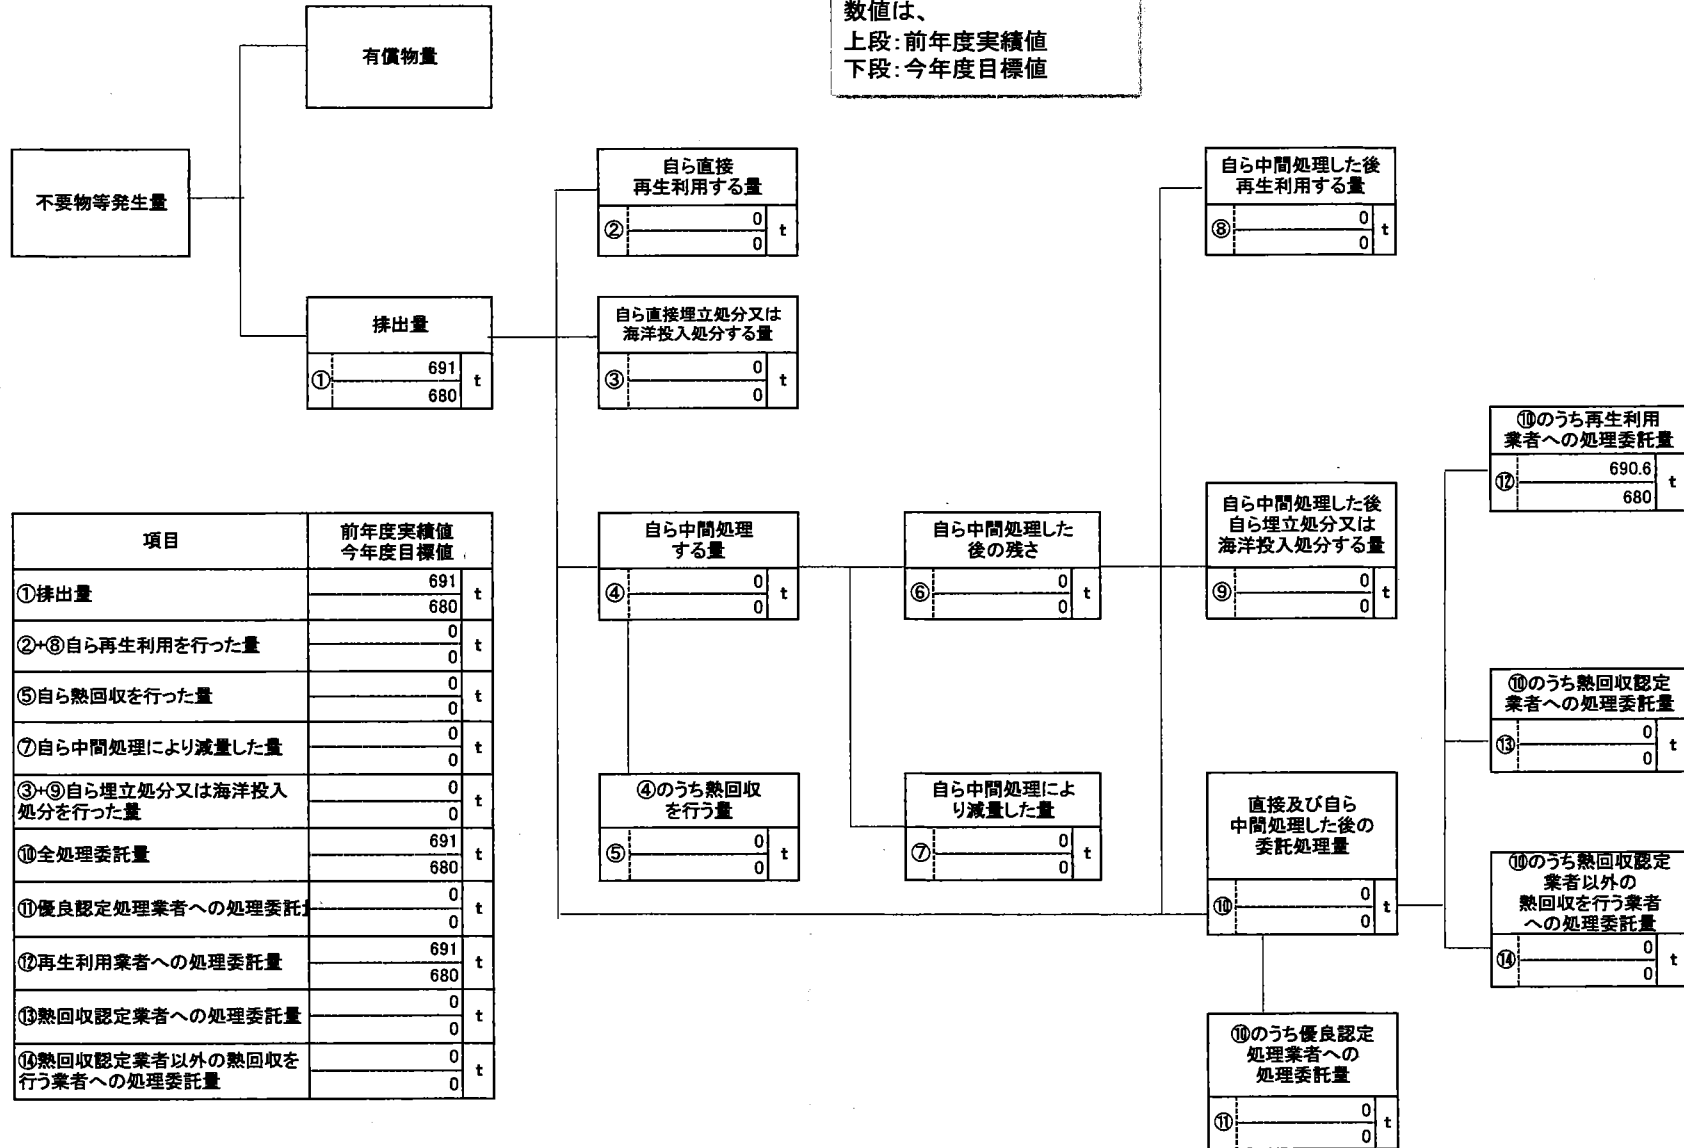 数値は、
上段:前年度実績値
下段:今年度目標値
有償物量
不要物等発生量
排出量
① 691 t
680
自ら直接
再生利用する量
② 0 t
0
自ら直接埋立処分又は
海洋投入処分する量
③ 0 t
0
自ら中間処理
する量
④ 0 t
0
④のうち熱回収
を行う量
⑤ 0 t
0
自ら中間処理した
後の残さ
⑥ 0 t
0
自ら中間処理によ
り減量した量
⑦ 0 t
0
自ら中間処理した後
再生利用する量
⑧ 0 t
0
自ら中間処理した後
自ら埋立処分又は
海洋投入処分する量
⑨ 0 t
0
直接及び自ら
中間処理した後の
委託処理量
⑩ 0 t
0
⑩のうち優良認定
処理業者への
処理委託量
⑪ 0 t
0
⑩のうち再生利用
業者への処理委託量
⑫ 690.6 t
680
⑩のうち熱回収認定
業者への処理委託量
⑬ 0 t
0
⑩のうち熱回収認定
業者以外の
熱回収を行う業者
への処理委託量
⑭ 0 t
0
項目 前年度実績値
今年度目標値
①排出量 691 t
680
②+⑧自ら再生利用を行った量 0 t
0
⑤自ら熱回収を行った量 0 t
0
⑦自ら中間処理により減量した量 0 t
0
③+⑨自ら埋立処分又は海洋投入
処分を行った量 0 t
0
⑩全処理委託量 691 t
680
⑪優良認定処理業者への処理委託 0 t
0
⑫再生利用業者への処理委託量 691 t
680
⑬熱回収認定業者への処理委託量 0 t
0
⑭熱回収認定業者以外の熱回収を
行う業者への処理委託量 0 t
0